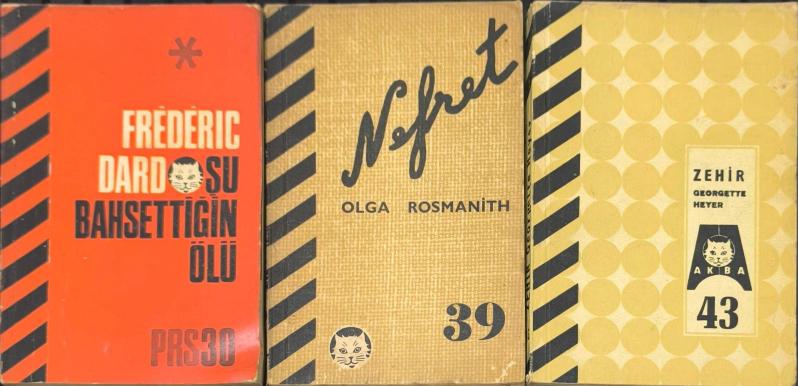 *
FRÉDÉRIC
DARD ŞU
BAHSETTİĞİN
ÖLÜ
PRS30
Nefret
OLGA ROSMANİTH
39
ZEHİR
GEORGETTE
HEYER
AKBA
43